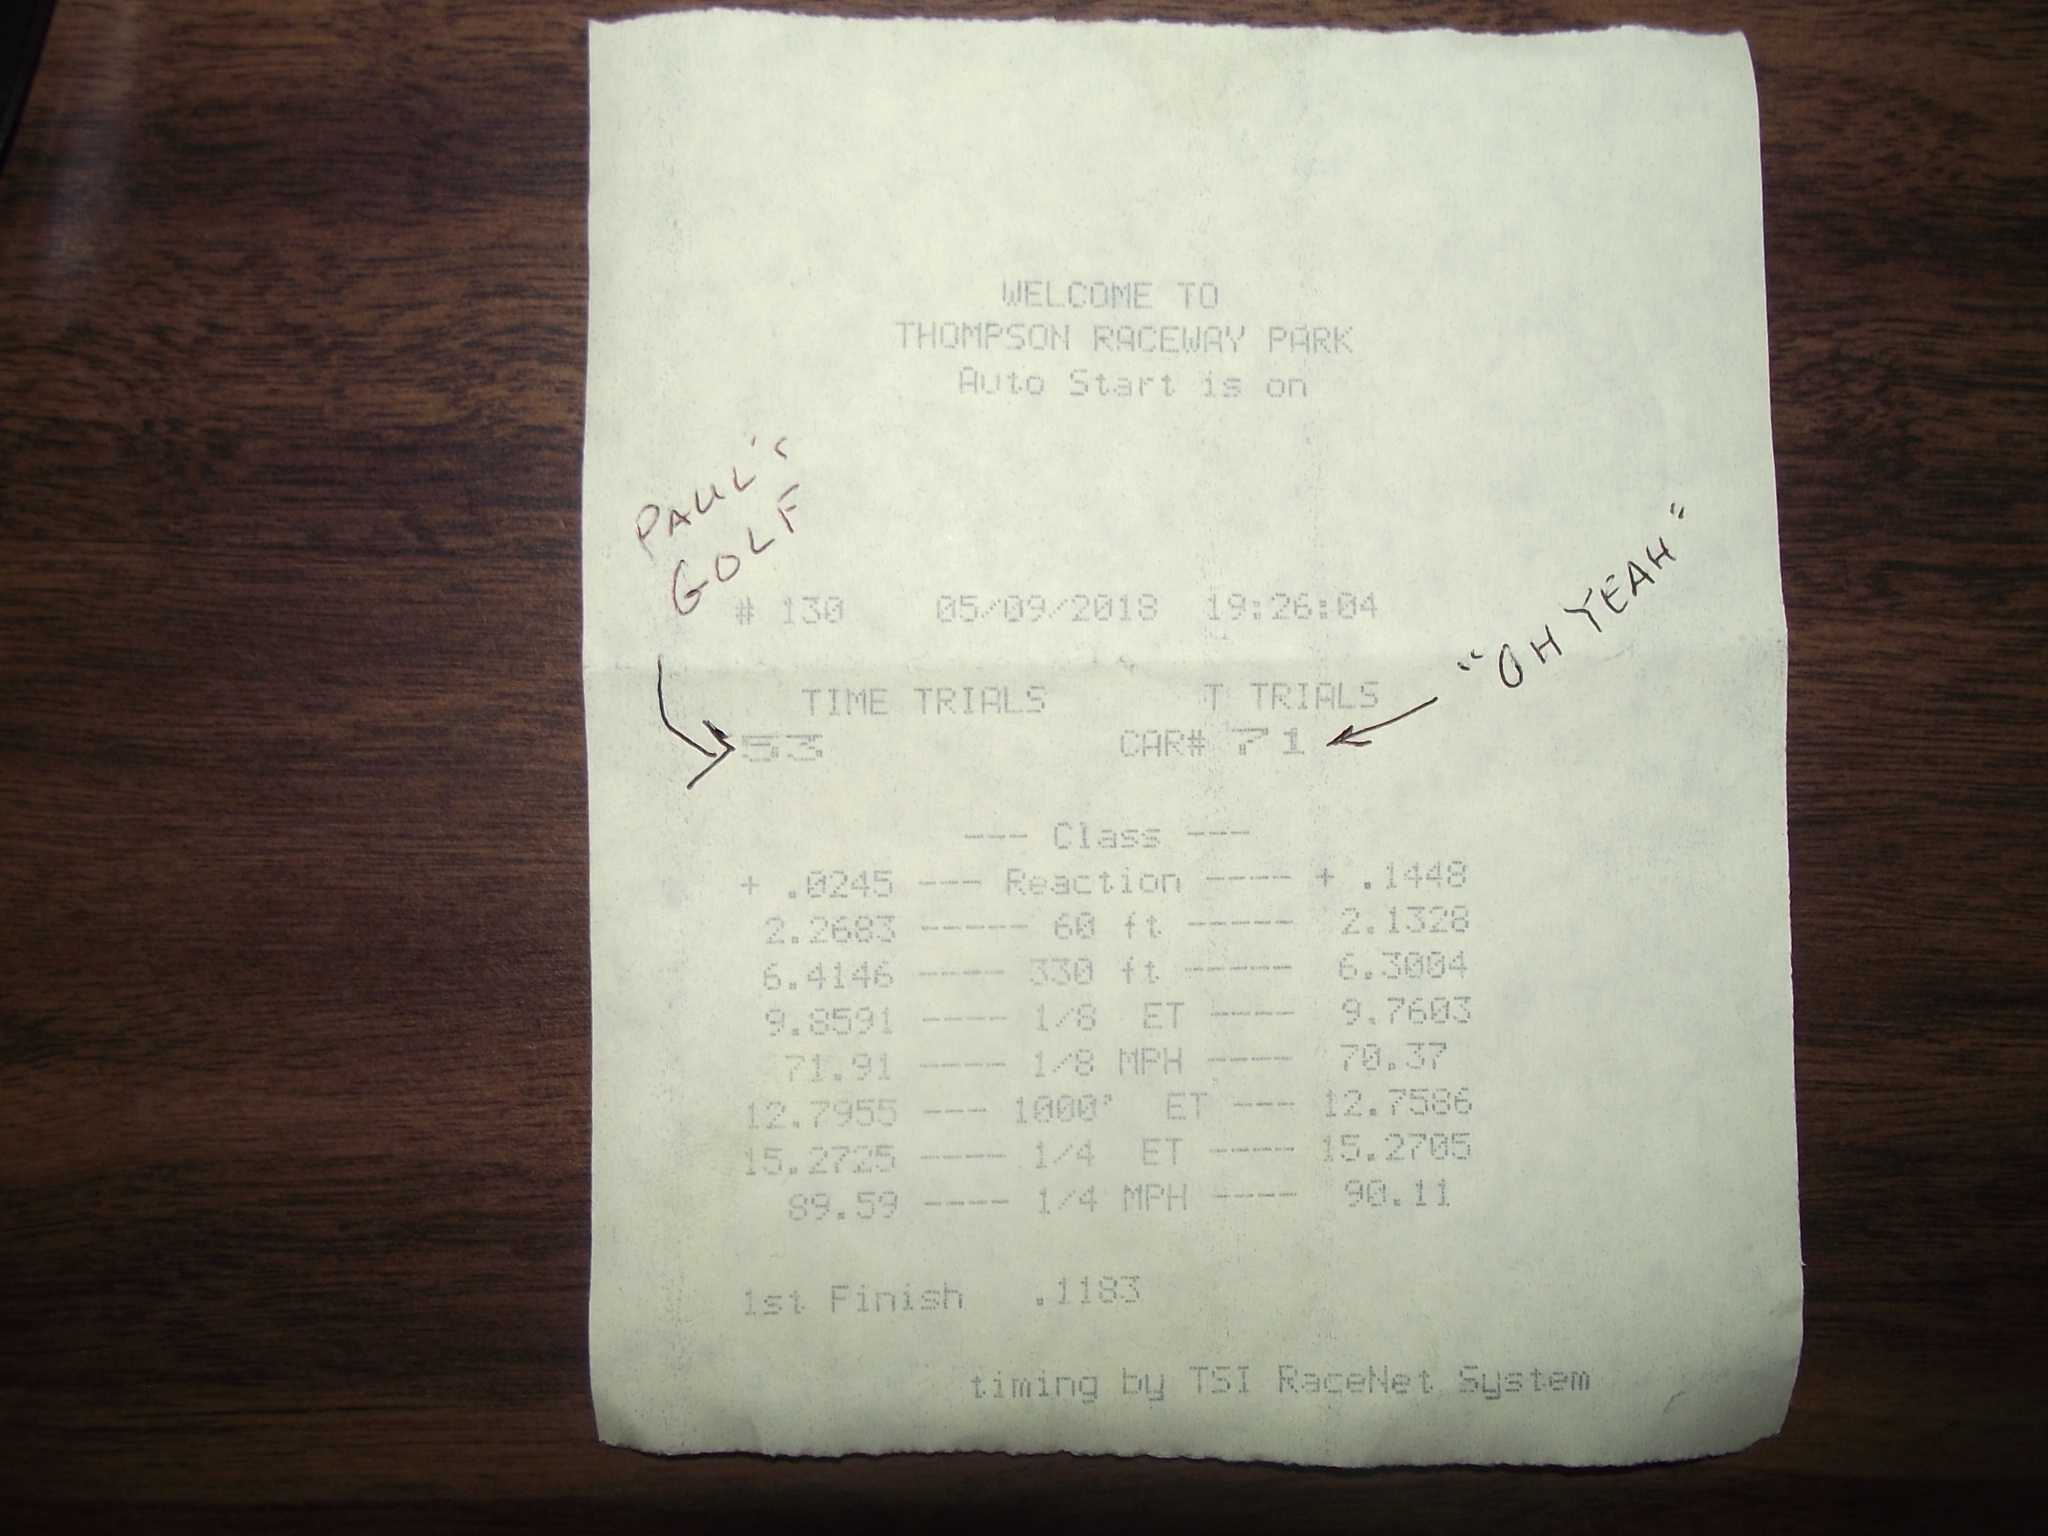 WELCOME TO
THOMPSON RACEWAY PARK
Auto Start is on
PAUL's
GOLF
"OH YEAH"
# 130 05/09/2018 19:26:04
TIME TRIALS T TRIALS
53 CAR# 71
--- Class ---
+ .0245 --- Reaction ---- + .1448
2.2683 ----- 60 ft ----- 2.1328
6.4146 ---- 330 ft ----- 6.3004
9.8591 ---- 1/8 ET ---- 9.7603
71.91 ---- 1/8 MPH ---- 70.37
12.7955 --- 1000' ET --- 12.7586
15.2725 ---- 1/4 ET ---- 15.2705
89.59 ---- 1/4 MPH ---- 90.11
1st Finish .1183
timing by TSI RaceNet System